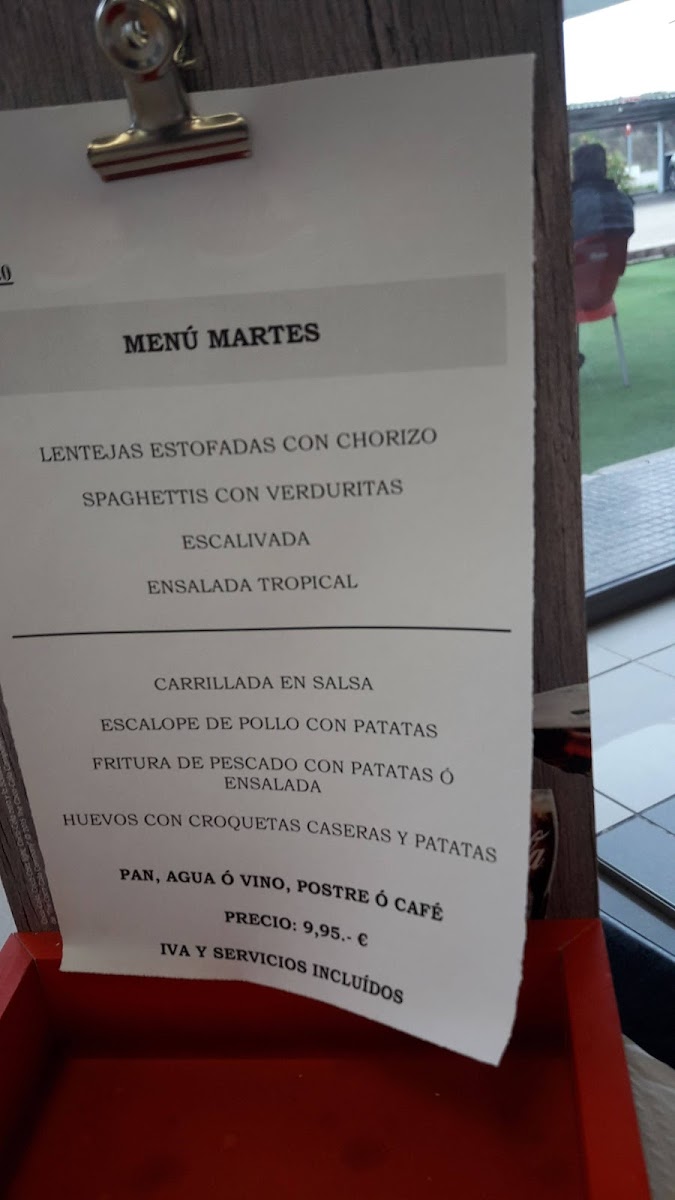 MENÚ MARTES
LENTEJAS ESTOFADAS CON CHORIZO
SPAGHETTIS CON VERDURITAS
ESCALIVADA
ENSALADA TROPICAL
CARRILLADA EN SALSA
ESCALOPE DE POLLO CON PATATAS
FRITURA DE PESCADO CON PATATAS Ó
ENSALADA
HUEVOS CON CROQUETAS CASERAS Y PATATAS
PAN, AGUA Ó VINO, POSTRE Ó CAFÉ
PRECIO: 9,95.- €
IVA Y SERVICIOS INCLUÍDOS